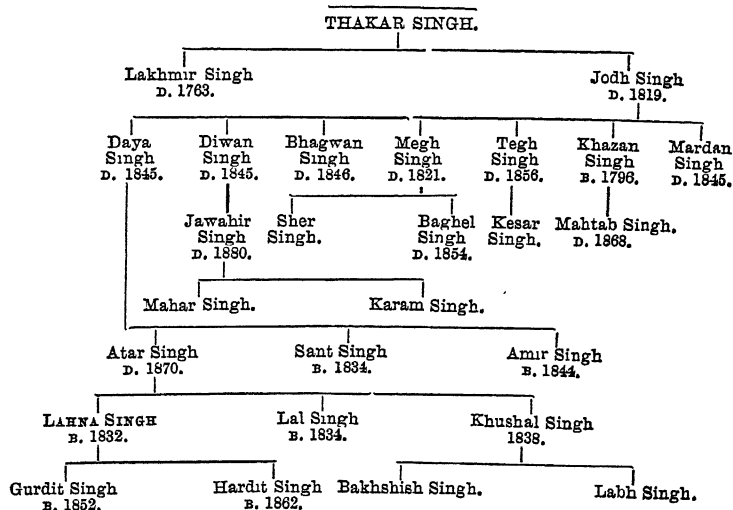 THAKAR SINGH.
Lakhmir Singh
D. 1763.
Jodh Singh
D. 1819.
Daya
Singh
D. 1845.
Diwan
Singh
D. 1845.
Bhagwan
Singh
D. 1846.
Megh
Singh
D. 1821.
Tegh
Singh
D. 1856.
Khazan
Singh
B. 1796.
Mardan
Singh
D. 1845.
Jawahir
Singh
D. 1880.
Sher
Singh.
Baghel
Singh
D. 1854.
Kesar
Singh.
Mahtab Singh.
D. 1868.
Mahar Singh.
Karam Singh.
Atar Singh
D. 1870.
Sant Singh
B. 1834.
Amir Singh
B. 1844.
LAHNA SINGH
B. 1832.
Lal Singh
B. 1834.
Khushal Singh
1838.
Gurdit Singh
B. 1852.
Hardit Singh
B. 1862.
Bakhshish Singh.
Labh Singh.